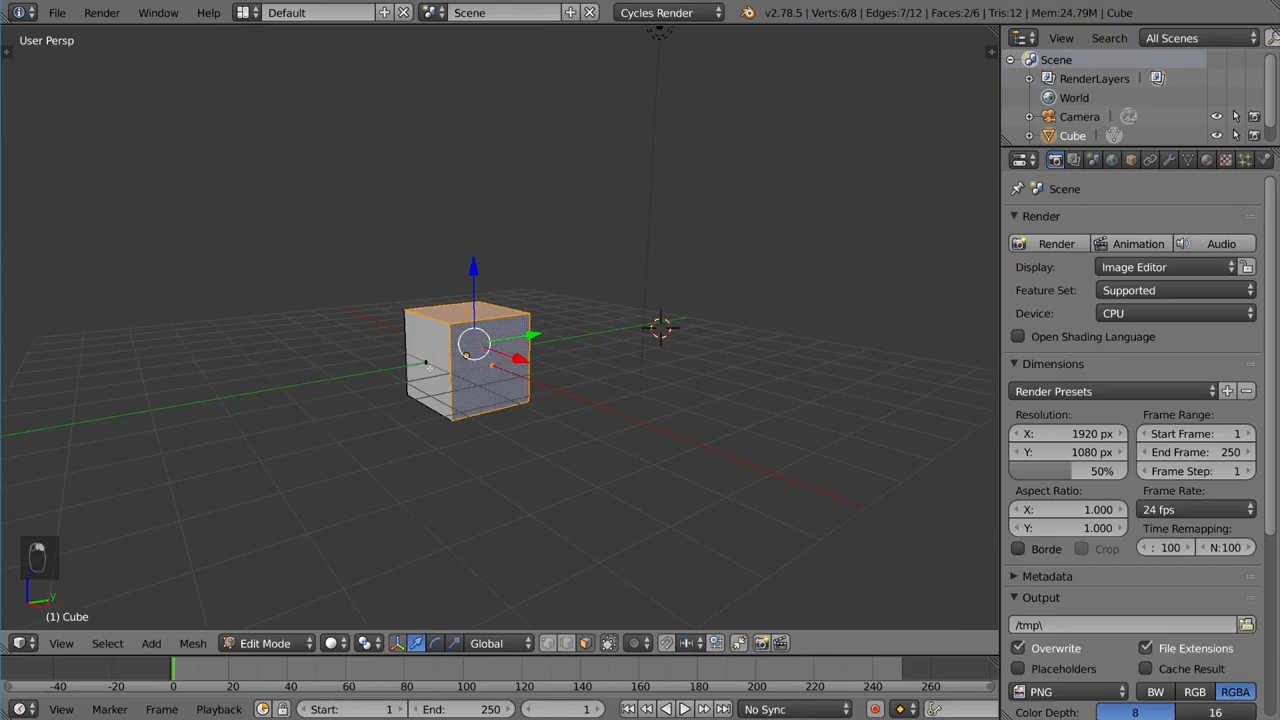 File Render Window Help Default Scene Cycles Render v2.78.5 | Verts:6/8 | Edges:7/12 | Faces:2/6 | Tris:12 | Mem:24.79M | Cube
User Persp
View Search All Scenes
Scene
RenderLayers
World
Camera
Cube
Scene
Render
Render Animation Audio
Display: Image Editor
Feature Set: Supported
Device: CPU
Open Shading Language
Dimensions
Render Presets
Resolution: Frame Range:
X: 1920 px Start Frame: 1
Y: 1080 px End Frame: 250
50% Frame Step: 1
Aspect Ratio: Frame Rate:
X: 1.000 24 fps
Y: 1.000 Time Remapping:
Borde Crop : 100 N:100
Metadata
Output
/tmp\
Overwrite File Extensions
Placeholders Cache Result
PNG BW RGB RGBA
Color Depth: 8 16
y
(1) Cube
View Select Add Mesh Edit Mode Global
-40 -20 0 20 40 60 80 100 120 140 160 180 200 220 240 260
View Marker Frame Playback Start: 1 End: 250 1 No Sync